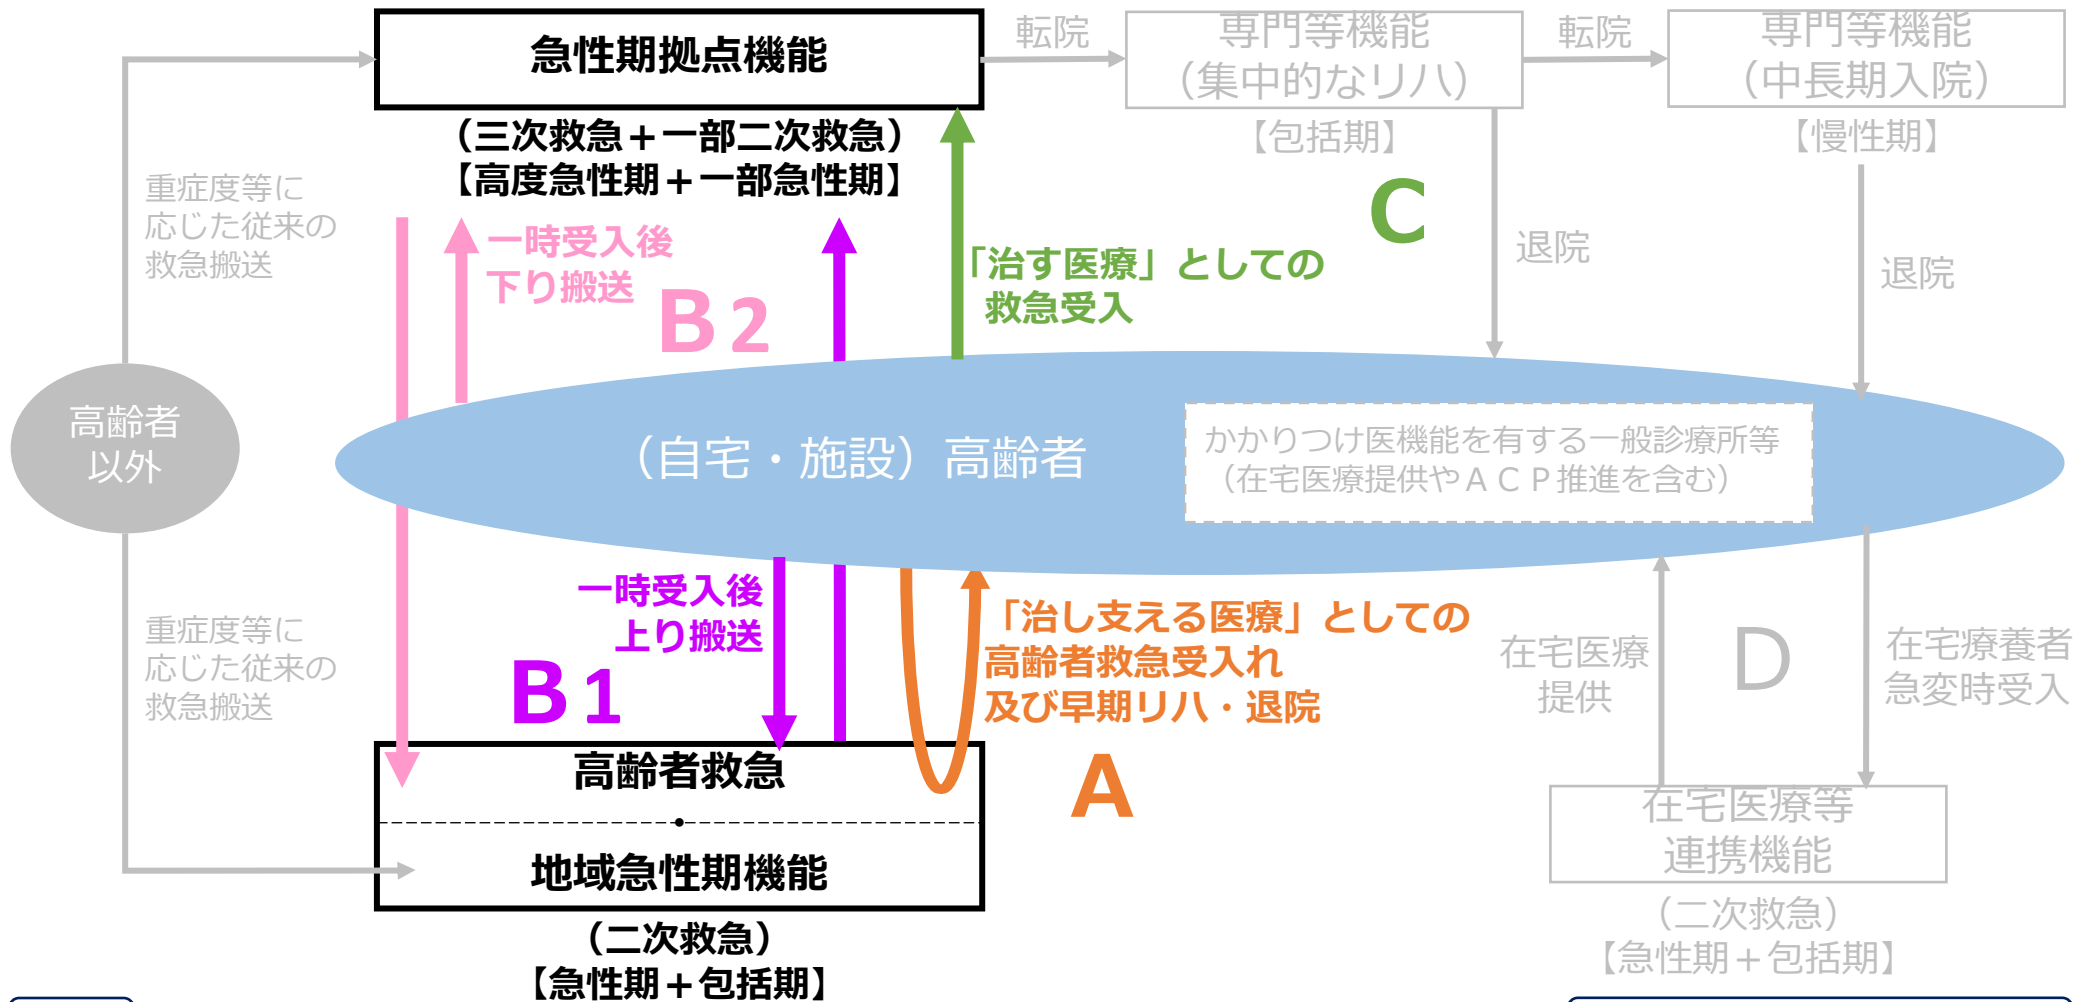 急性期拠点機能
（三次救急＋一部二次救急）
【高度急性期＋一部急性期】
転院
専門等機能
（集中的なリハ）
【包括期】
転院
専門等機能
（中長期入院）
【慢性期】
重症度等に
応じた従来の
救急搬送
一時受入後
下り搬送
B2
「治す医療」としての
救急受入
C
退院
退院
高齢者
以外
（自宅・施設）高齢者
かかりつけ医機能を有する一般診療所等
（在宅医療提供やＡＣＰ推進を含む）
重症度等に
応じた従来の
救急搬送
一時受入後
上り搬送
B1
「治し支える医療」としての
高齢者救急受入れ
及び早期リハ・退院
A
在宅医療
提供
D
在宅療養者
急変時受入
高齢者救急
・
地域急性期機能
（二次救急）
【急性期＋包括期】
在宅医療等
連携機能
（二次救急）
【急性期＋包括期】